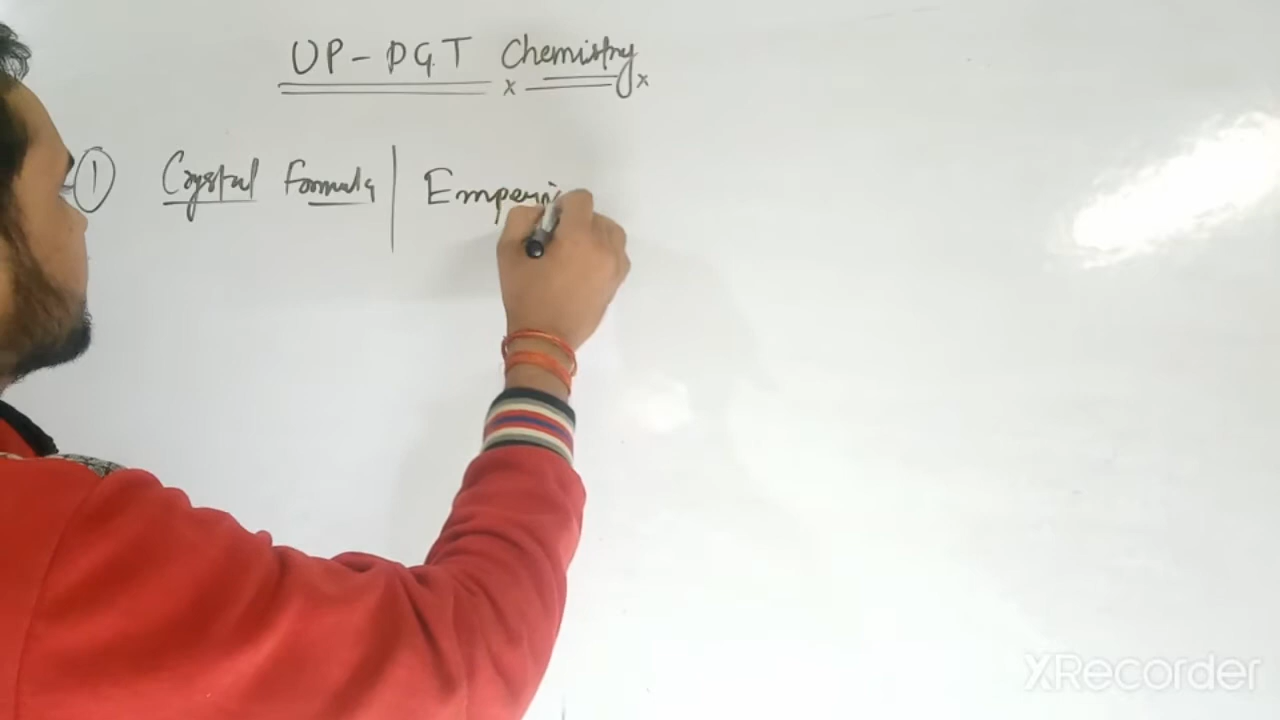 UP-PGT Chemistry
① Crystal Formula | Emperi
XRecorder